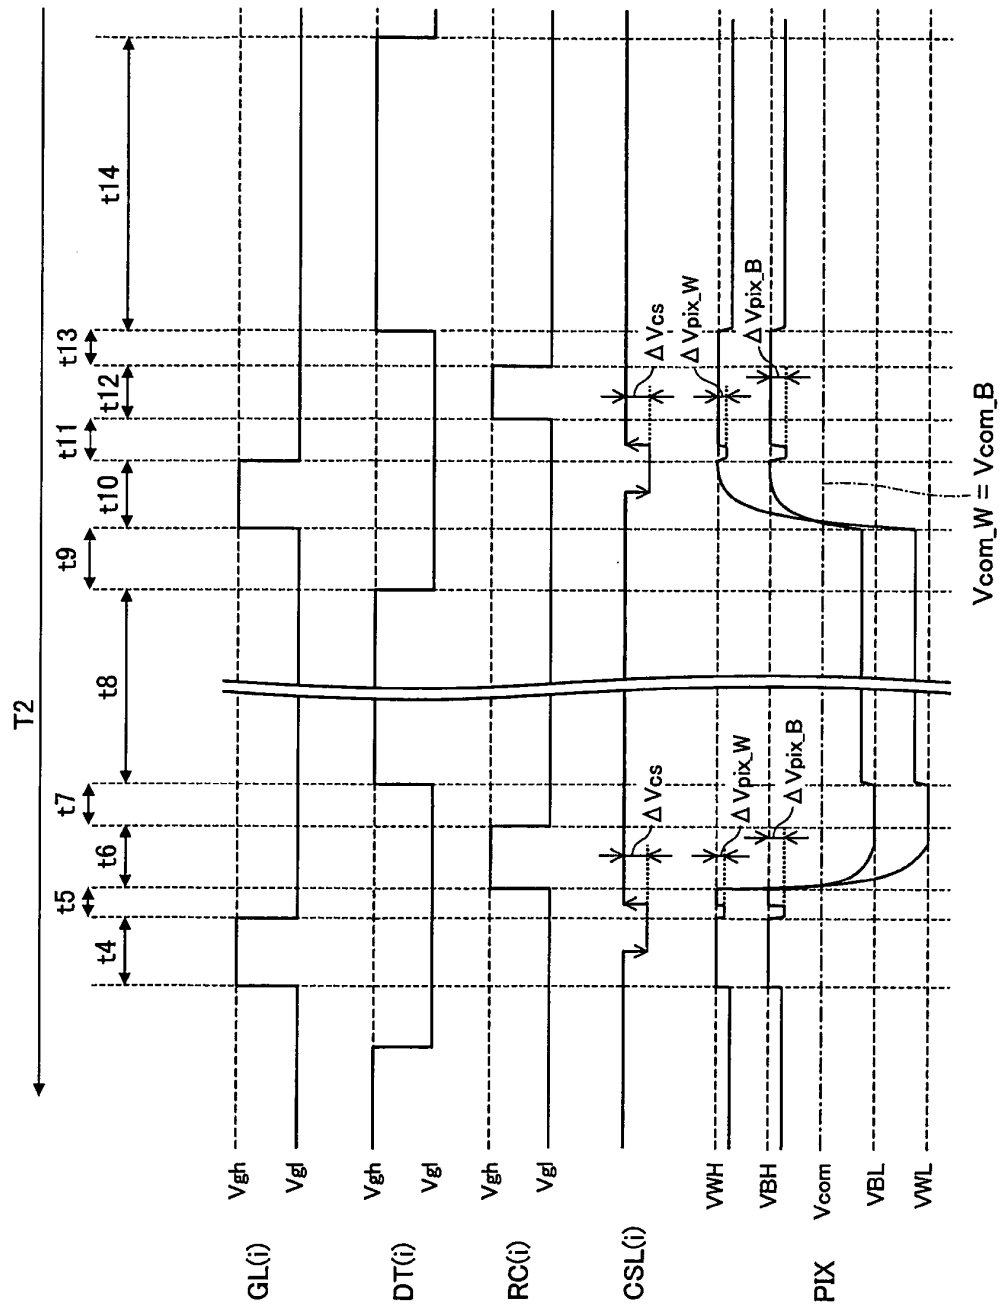 T2
t4
t5
t6
t7
t8
t9
t10
t11
t12
t13
t14
GL(i)
Vgh
Vgl
DT(i)
Vgh
Vgl
RC(i)
Vgh
Vgl
CSL(i)
ΔVcs
ΔVcs
PIX
VWH
VBH
Vcom
VBL
VWL
ΔVpix_W
ΔVpix_B
ΔVpix_W
ΔVpix_B
Vcom_W = Vcom_B